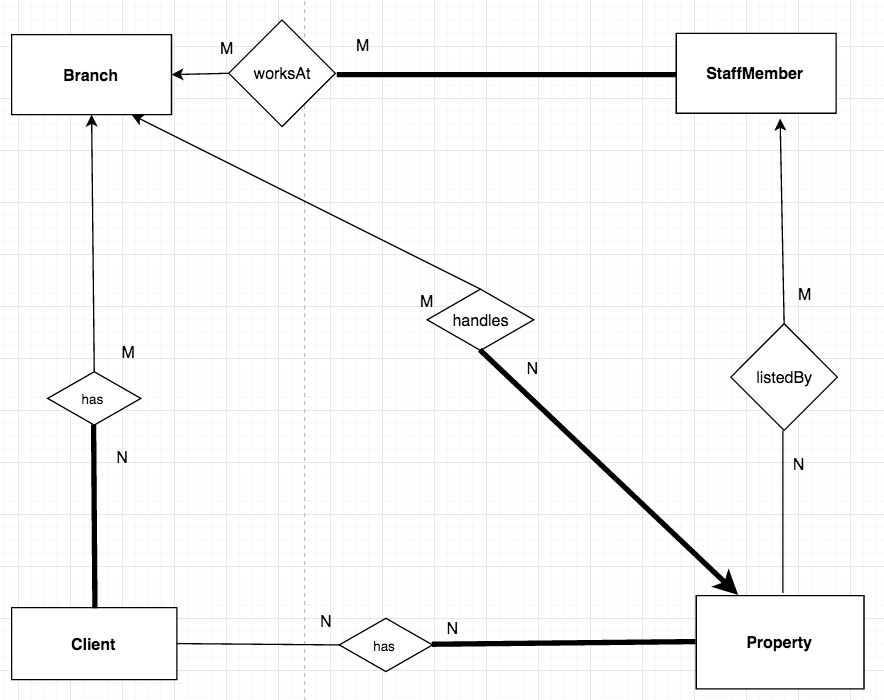 M
M
Branch
worksAt
StaffMember
M
M
handles
M
N
listedBy
has
N
N
N
N
Client
has
Property